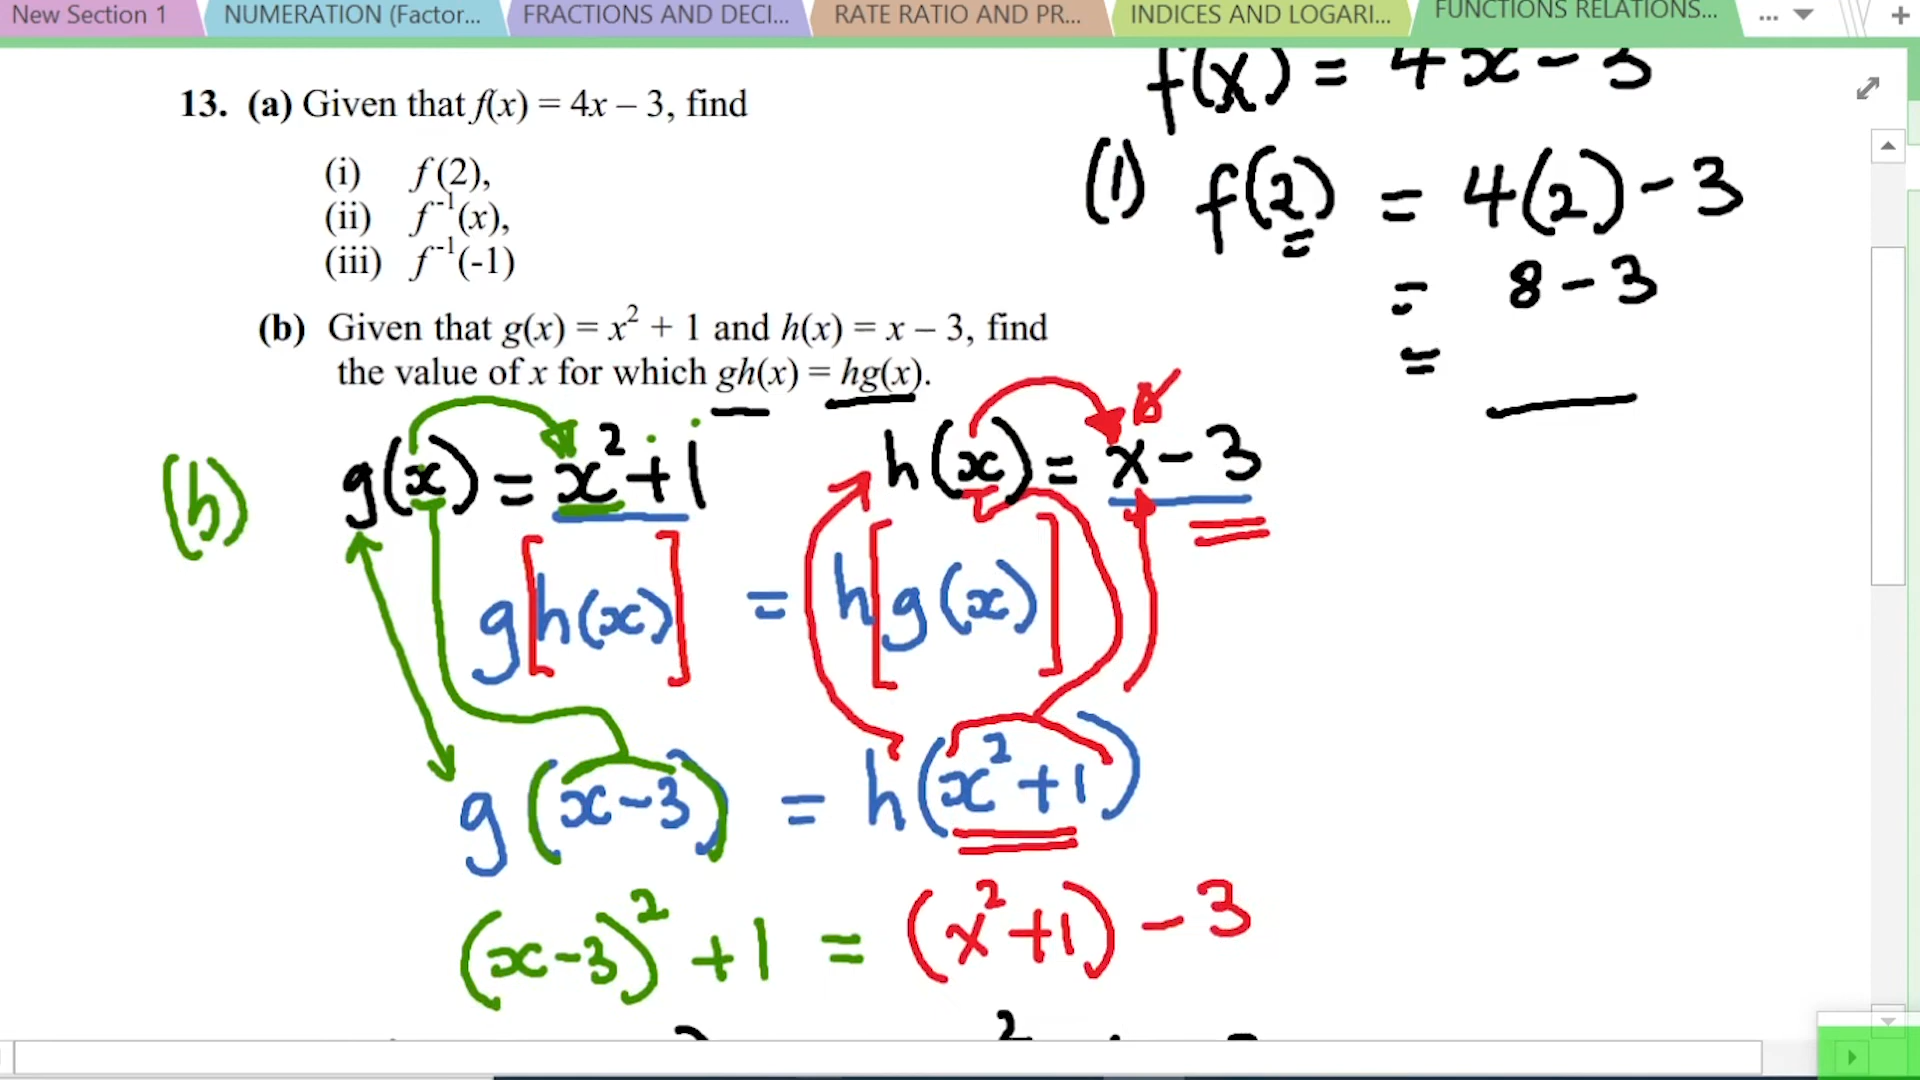 New Section 1 NUMERATION (Factor... FRACTIONS AND DECI... RATE RATIO AND PR... INDICES AND LOGARI... FUNCTIONS RELATIONS... ...
13. (a) Given that f(x) = 4x – 3, find
(i) f(2),
(ii) f⁻¹(x),
(iii) f⁻¹(-1)
(b) Given that g(x) = x² + 1 and h(x) = x – 3, find
the value of x for which gh(x) = hg(x).
f(x) = 4x - 3
(1) f(2) = 4(2) - 3
= 8 - 3
=
(b) g(x) = x² + 1 h(x) = x - 3
g[h(x)] = h[g(x)]
g(x-3) = h(x²+1)
(x-3)² + 1 = (x²+1) - 3